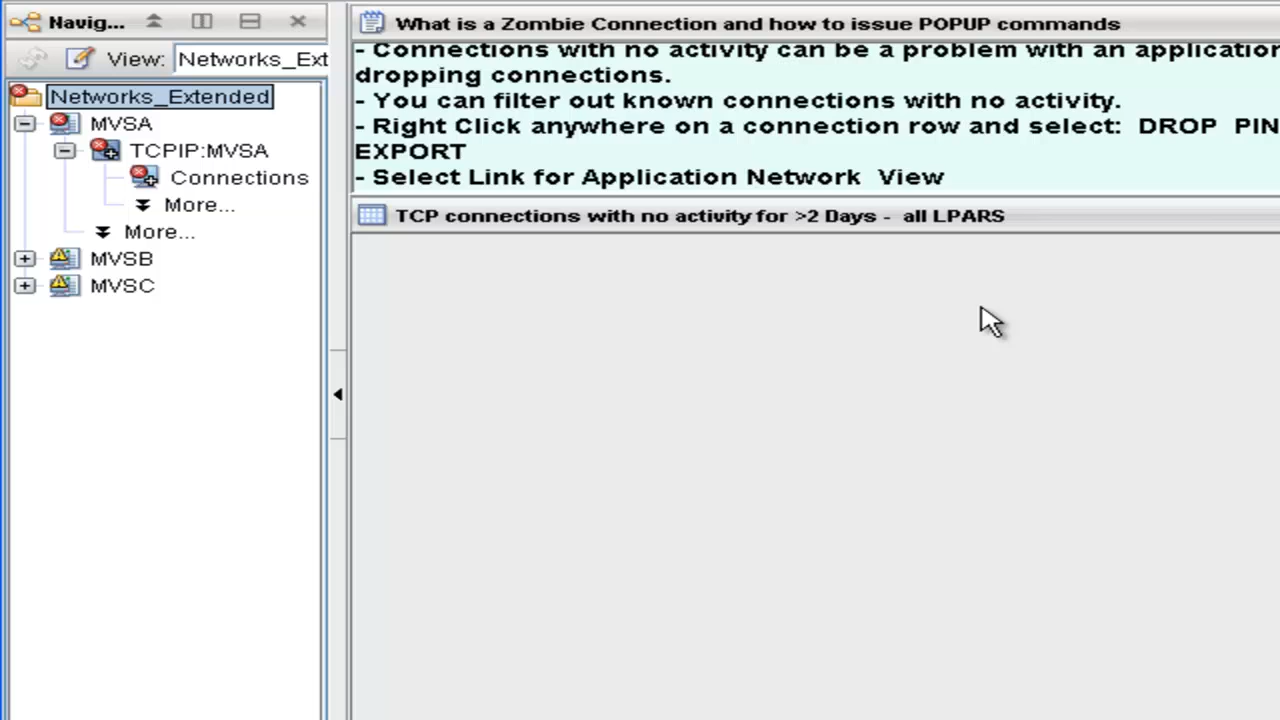 Navig...
View: Networks_Ext
Networks_Extended
MVSA
TCPIP:MVSA
Connections
More...
More...
MVSB
MVSC
What is a Zombie Connection and how to issue POPUP commands
- Connections with no activity can be a problem with an application
dropping connections.
- You can filter out known connections with no activity.
- Right Click anywhere on a connection row and select: DROP PIN
EXPORT
- Select Link for Application Network View
TCP connections with no activity for >2 Days - all LPARS